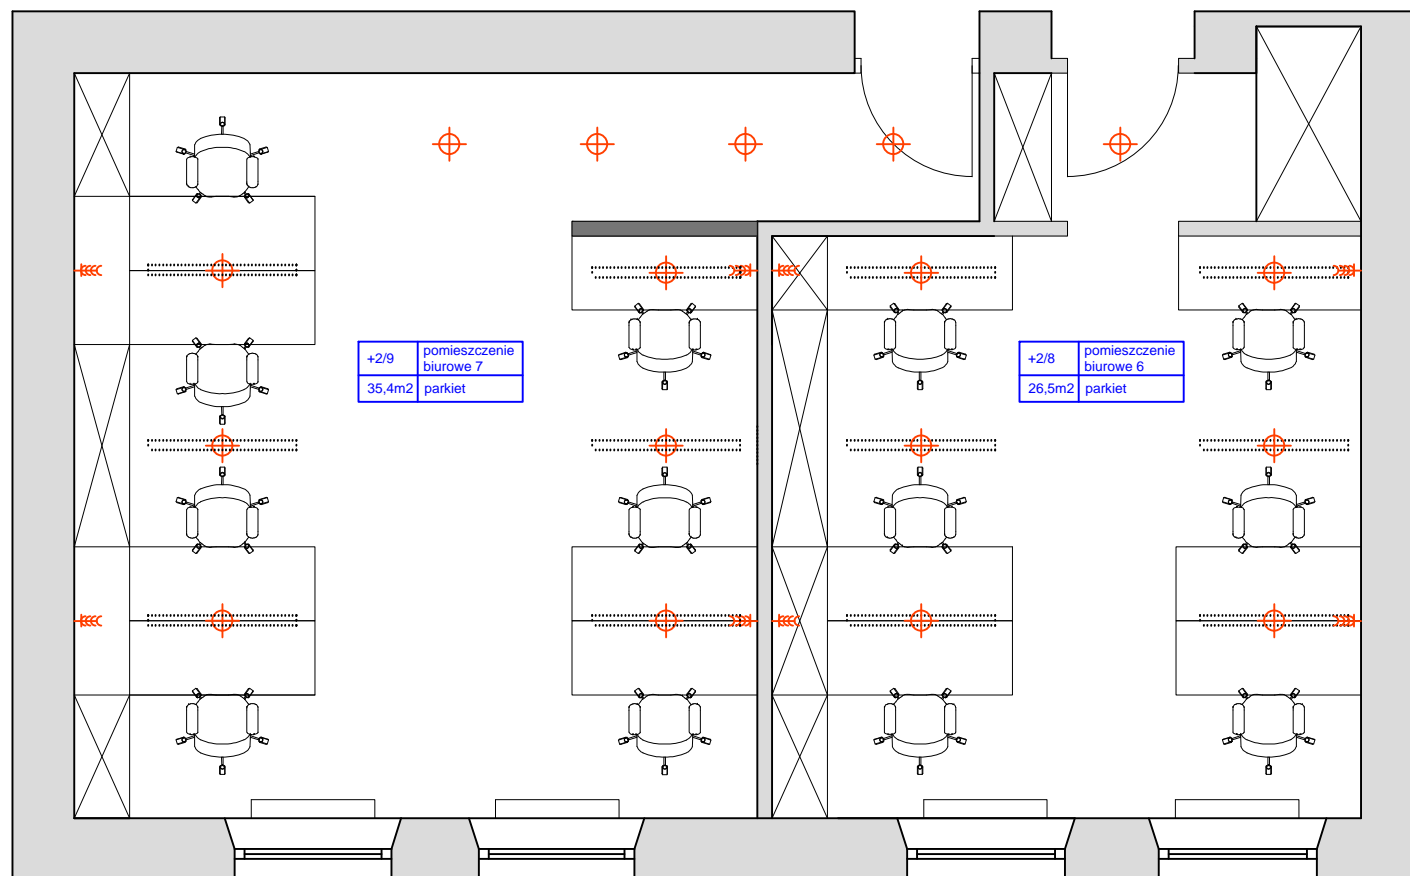 +2/9 pomieszczenie
biurowe 7
35,4m2 parkiet
+2/8 pomieszczenie
biurowe 6
26,5m2 parkiet